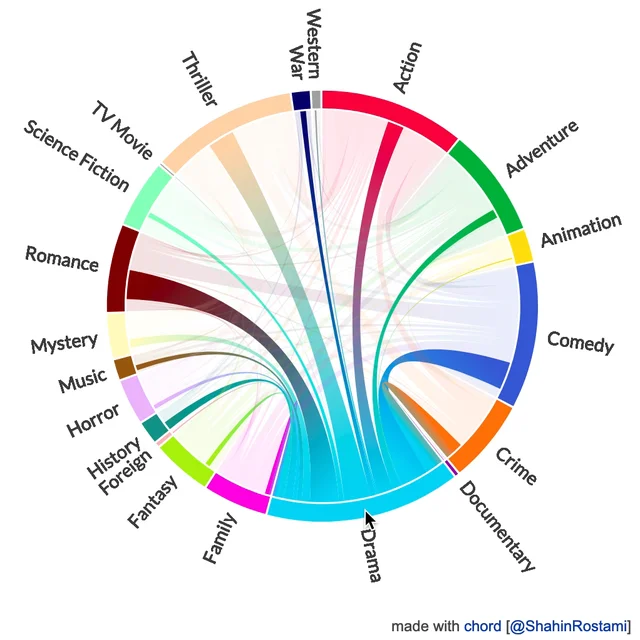 Western
War
Action
Adventure
Animation
Comedy
Crime
Documentary
Drama
Family
Fantasy
Foreign
History
Horror
Music
Mystery
Romance
Science Fiction
TV Movie
Thriller
made with chord [@ShahinRostami]